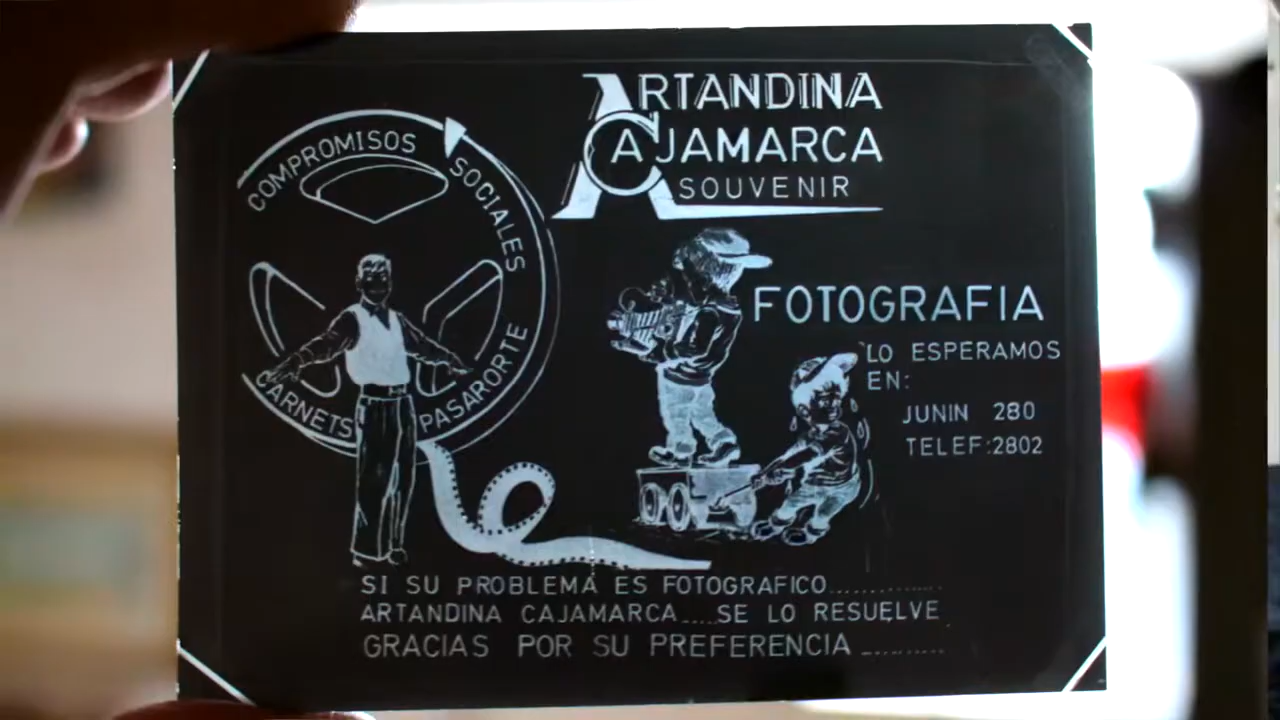 ARTANDINA
CAJAMARCA
SOUVENIR
COMPROMISOS
SOCIALES
CARNETS
PASARORTE
FOTOGRAFIA
LO ESPERAMOS
EN:
JUNIN 280
TELEF:2802
SI SU PROBLEMA ES FOTOGRAFICO..............
ARTANDINA CAJAMARCA.....SE LO RESUELVE
GRACIAS POR SU PREFERENCIA ..........